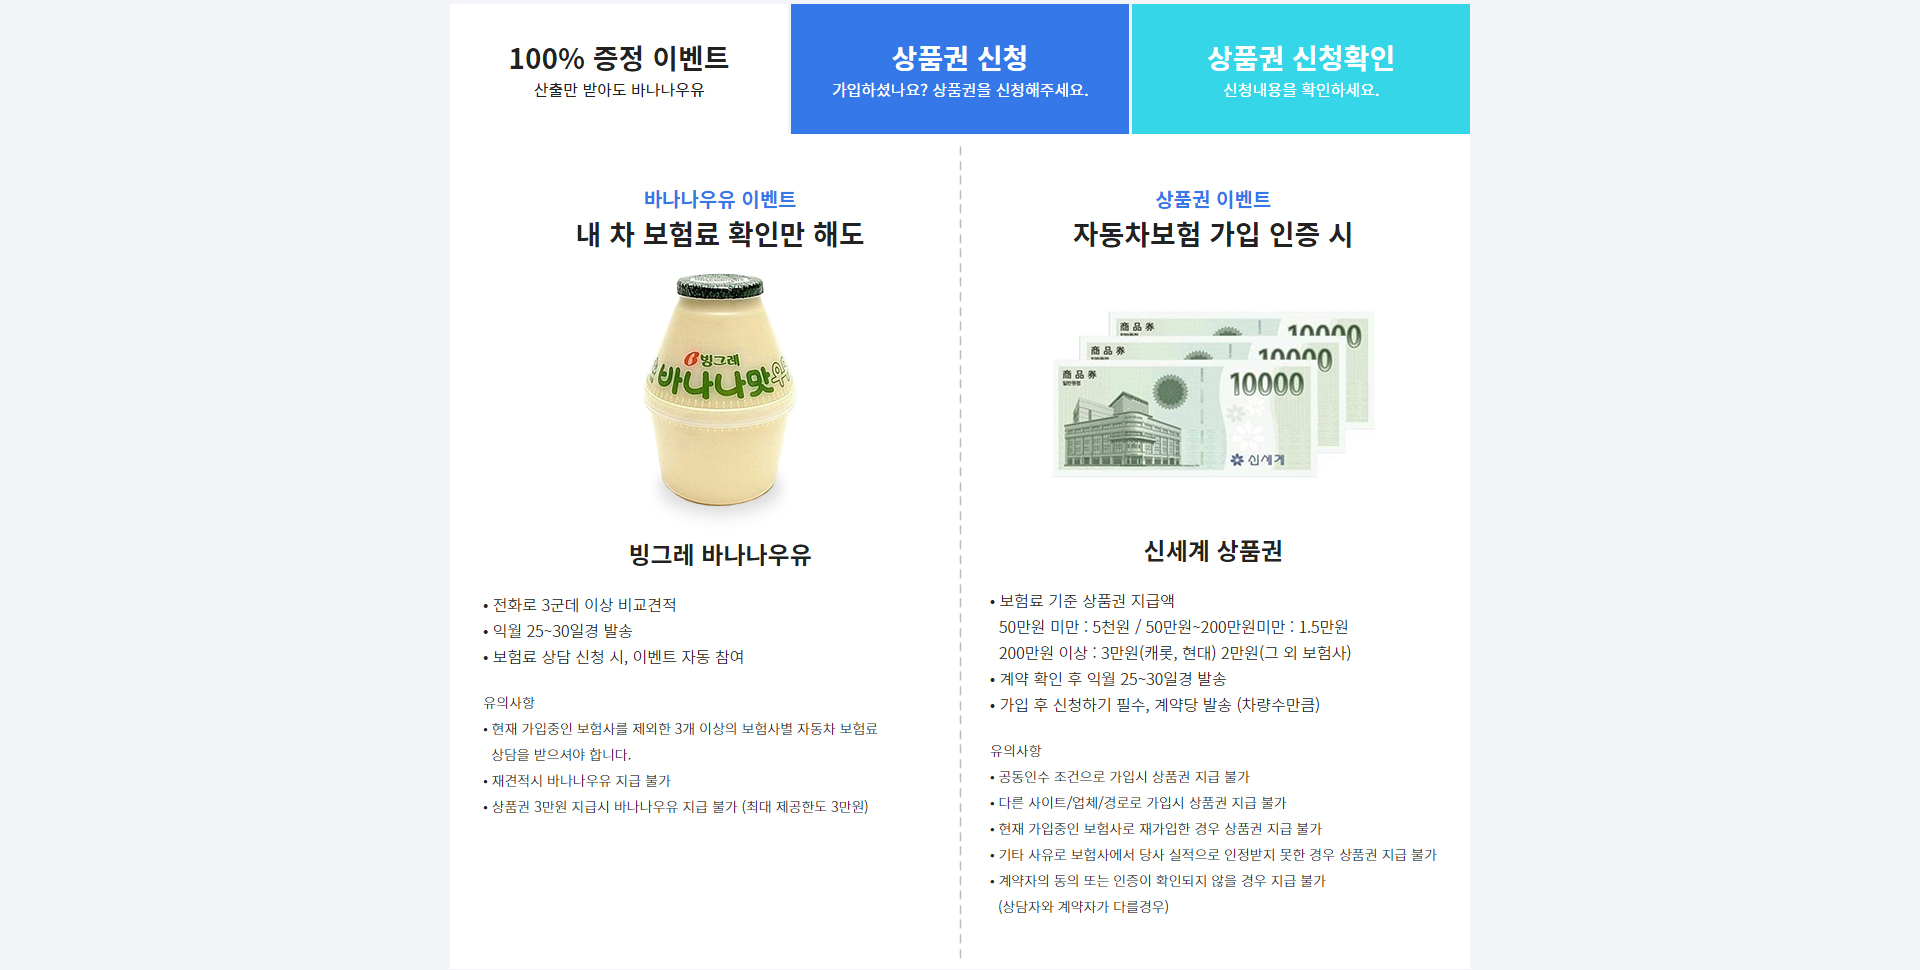 100% 증정 이벤트
산출만 받아도 바나나우유
상품권 신청
가입하셨나요? 상품권을 신청해주세요.
상품권 신청확인
신청내용을 확인하세요.
바나나우유 이벤트
내 차 보험료 확인만 해도
B 빙그레
바나나맛우
빙그레 바나나우유
• 전화로 3군데 이상 비교견적
• 익월 25~30일경 발송
• 보험료 상담 신청 시, 이벤트 자동 참여
유의사항
• 현재 가입중인 보험사를 제외한 3개 이상의 보험사별 자동차 보험료
상담을 받으셔야 합니다.
• 재견적시 바나나우유 지급 불가
• 상품권 3만원 지급시 바나나우유 지급 불가 (최대 제공한도 3만원)
상품권 이벤트
자동차보험 가입 인증 시
商品券
10000
商品券
10000
商品券
10000
신세계
신세계 상품권
• 보험료 기준 상품권 지급액
50만원 미만 : 5천원 / 50만원~200만원미만 : 1.5만원
200만원 이상 : 3만원(캐롯, 현대) 2만원(그 외 보험사)
• 계약 확인 후 익월 25~30일경 발송
• 가입 후 신청하기 필수, 계약당 발송 (차량수만큼)
유의사항
• 공동인수 조건으로 가입시 상품권 지급 불가
• 다른 사이트/업체/경로로 가입시 상품권 지급 불가
• 현재 가입중인 보험사로 재가입한 경우 상품권 지급 불가
• 기타 사유로 보험사에서 당사 실적으로 인정받지 못한 경우 상품권 지급 불가
• 계약자의 동의 또는 인증이 확인되지 않을 경우 지급 불가
(상담자와 계약자가 다를경우)